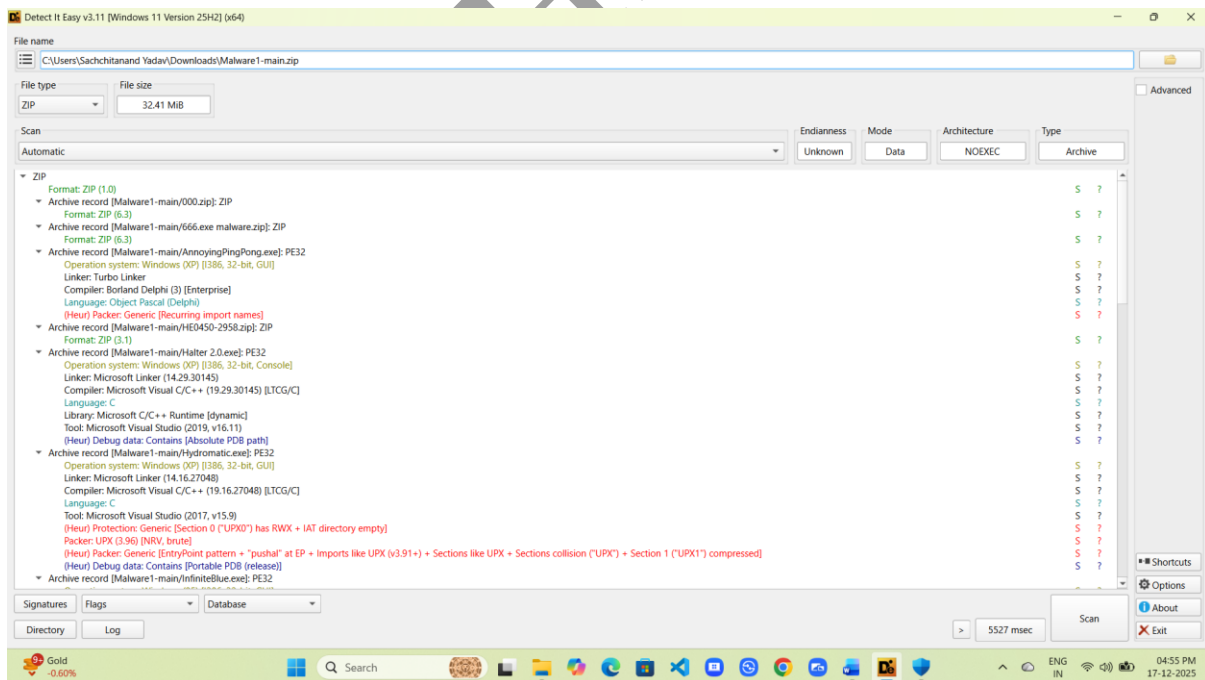 Detect It Easy v3.11 [Windows 11 Version 25H2] (x64)
File name
C:\Users\Sachchitanand Yadav\Downloads\Malware1-main.zip
File type File size
ZIP 32.41 MiB
Advanced
Scan Endianness Mode Architecture Type
Automatic Unknown Data NOEXEC Archive
ZIP
Format: ZIP (1.0) S ?
Archive record [Malware1-main/000.zip]: ZIP
Format: ZIP (6.3) S ?
Archive record [Malware1-main/666.exe malware.zip]: ZIP
Format: ZIP (6.3) S ?
Archive record [Malware1-main/AnnoyingPingPong.exe]: PE32
Operation system: Windows (XP) [I386, 32-bit, GUI] S ?
Linker: Turbo Linker S ?
Compiler: Borland Delphi (3) [Enterprise] S ?
Language: Object Pascal (Delphi) S ?
(Heur) Packer: Generic [Recurring import names] S ?
Archive record [Malware1-main/HE0450-2958.zip]: ZIP
Format: ZIP (3.1) S ?
Archive record [Malware1-main/Halter 2.0.exe]: PE32
Operation system: Windows (XP) [I386, 32-bit, Console] S ?
Linker: Microsoft Linker (14.29.30145) S ?
Compiler: Microsoft Visual C/C++ (19.29.30145) [LTCG/C] S ?
Language: C S ?
Library: Microsoft C/C++ Runtime [dynamic] S ?
Tool: Microsoft Visual Studio (2019, v16.11) S ?
(Heur) Debug data: Contains [Absolute PDB path] S ?
Archive record [Malware1-main/Hydromatic.exe]: PE32
Operation system: Windows (XP) [I386, 32-bit, GUI] S ?
Linker: Microsoft Linker (14.16.27048) S ?
Compiler: Microsoft Visual C/C++ (19.16.27048) [LTCG/C] S ?
Language: C S ?
Tool: Microsoft Visual Studio (2017, v15.9) S ?
(Heur) Protection: Generic [Section 0 ("UPX0") has RWX + IAT directory empty] S ?
Packer: UPX (3.96) [NRV, brute] S ?
(Heur) Packer: Generic [EntryPoint pattern + "pushal" at EP + Imports like UPX (v3.91+) + Sections like UPX + Sections collision ("UPX") + Section 1 ("UPX1") compressed] S ?
(Heur) Debug data: Contains [Portable PDB (release)] S ?
Archive record [Malware1-main/InfiniteBlue.exe]: PE32
Shortcuts
Options
About
Exit
Signatures Flags Database
Scan
Directory Log > 5527 msec
9+ Gold
-0.60%
Search
ENG
IN
04:55 PM
17-12-2025